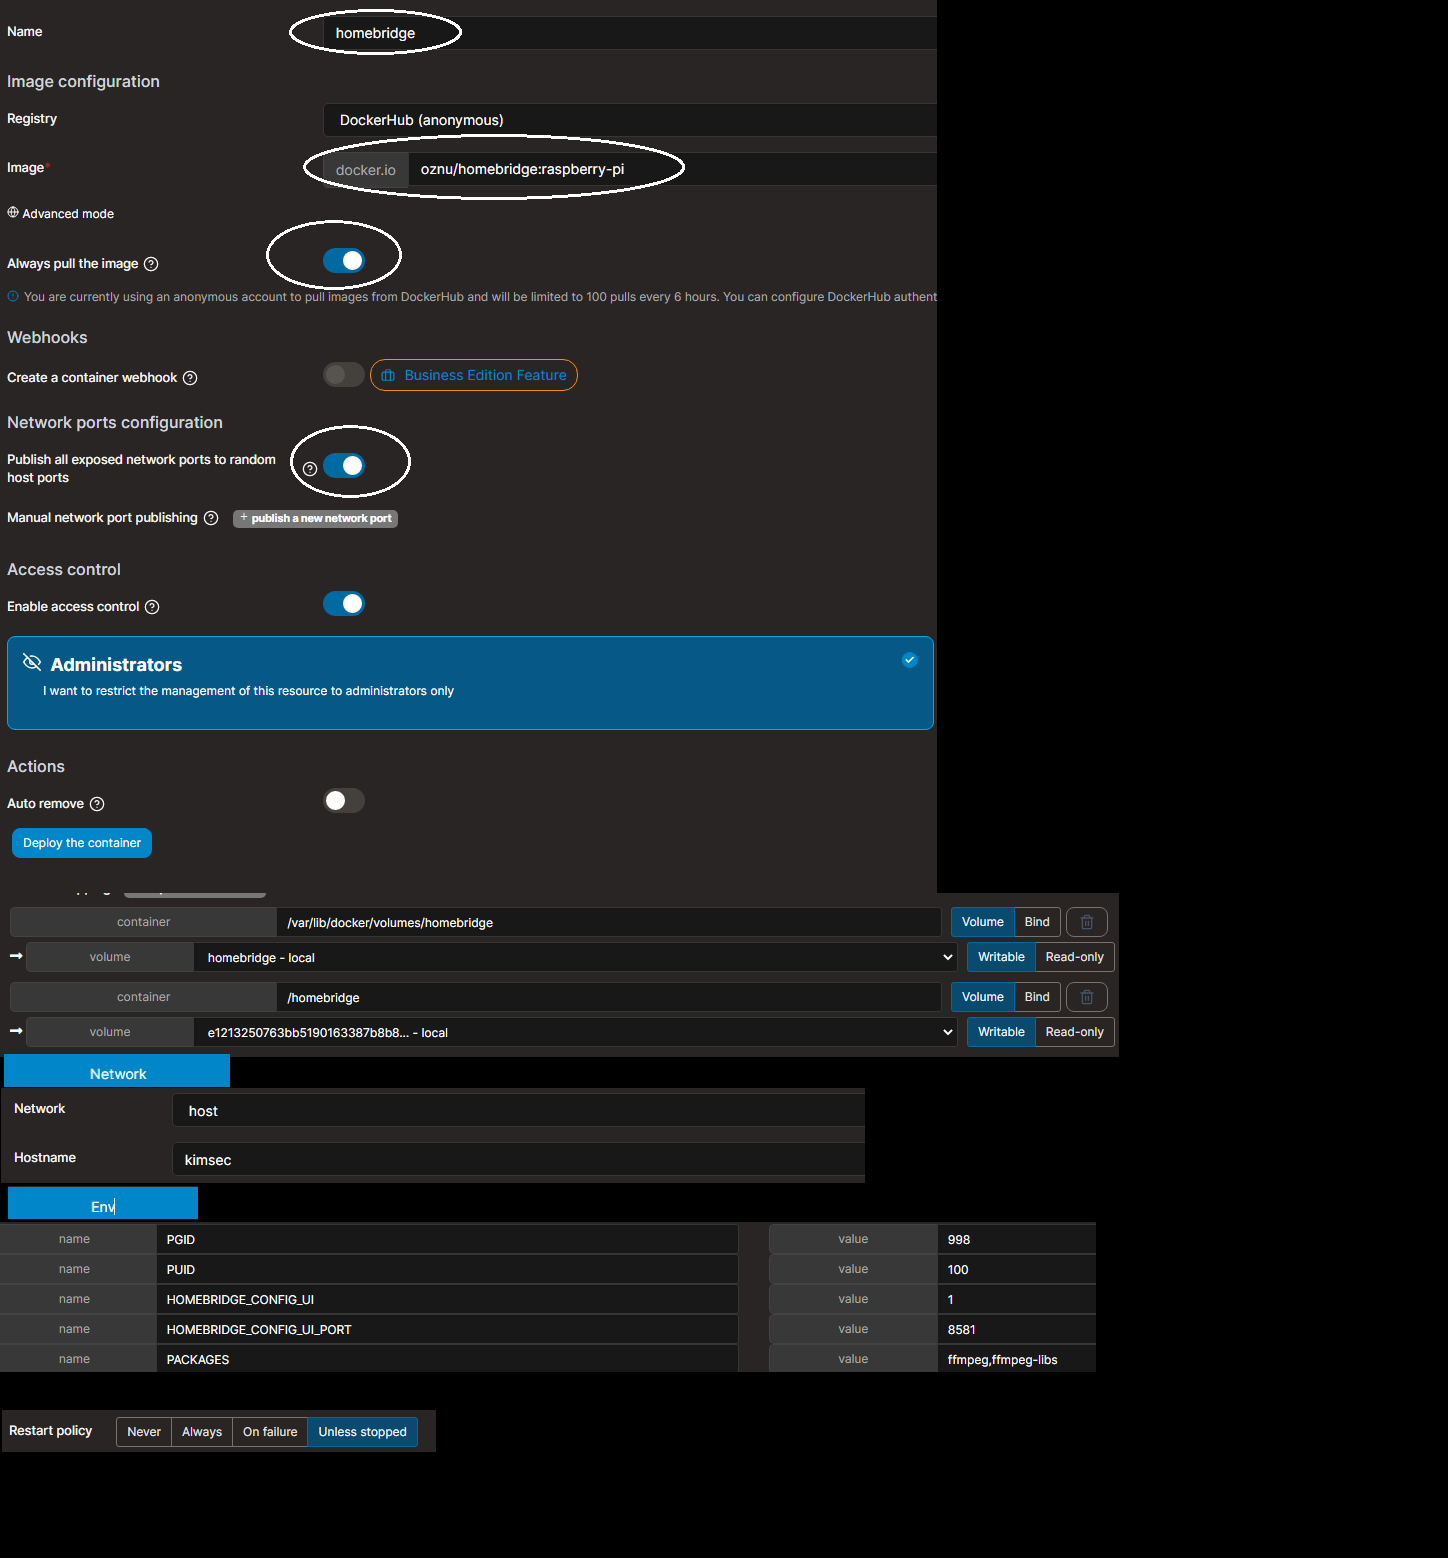 Name homebridge
Image configuration
Registry DockerHub (anonymous)
Image* docker.io oznu/homebridge:raspberry-pi
Advanced mode
Always pull the image
You are currently using an anonymous account to pull images from DockerHub and will be limited to 100 pulls every 6 hours. You can configure DockerHub authent
Webhooks
Create a container webhook Business Edition Feature
Network ports configuration
Publish all exposed network ports to random
host ports
Manual network port publishing + publish a new network port
Access control
Enable access control
Administrators
I want to restrict the management of this resource to administrators only
Actions
Auto remove
Deploy the container
container /var/lib/docker/volumes/homebridge Volume Bind
volume homebridge - local Writable Read-only
container /homebridge Volume Bind
volume e1213250763bb5190163387b8b8... - local Writable Read-only
Network
Network host
Hostname kimsec
Env
name PGID value 998
name PUID value 100
name HOMEBRIDGE_CONFIG_UI value 1
name HOMEBRIDGE_CONFIG_UI_PORT value 8581
name PACKAGES value ffmpeg,ffmpeg-libs
Restart policy Never Always On failure Unless stopped